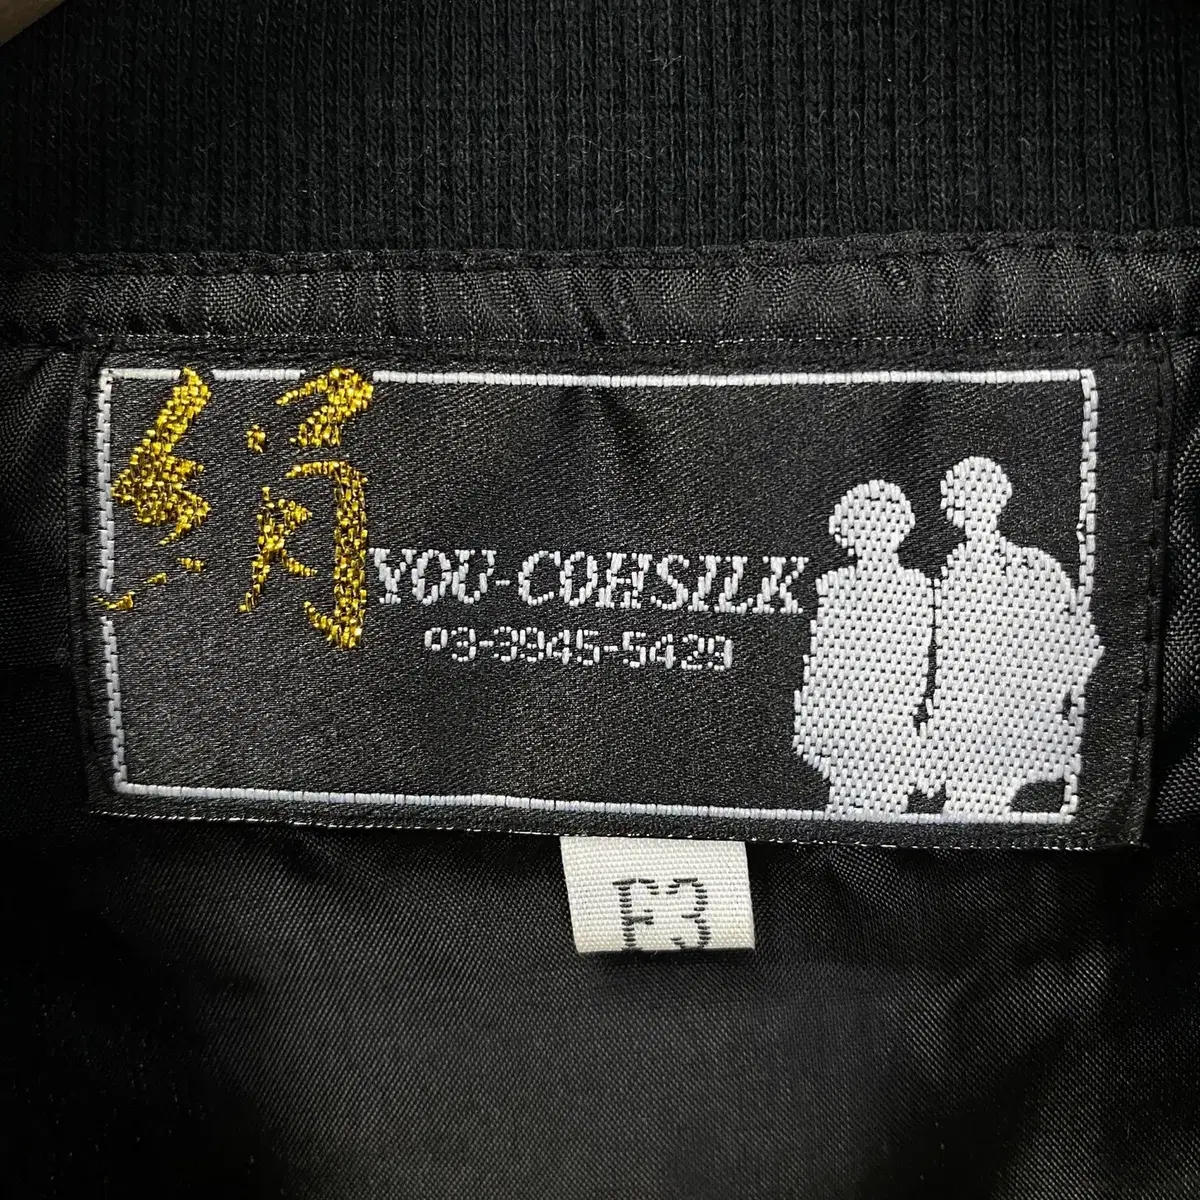 絹
YOU-COHSILK
03-3945-5429
F3